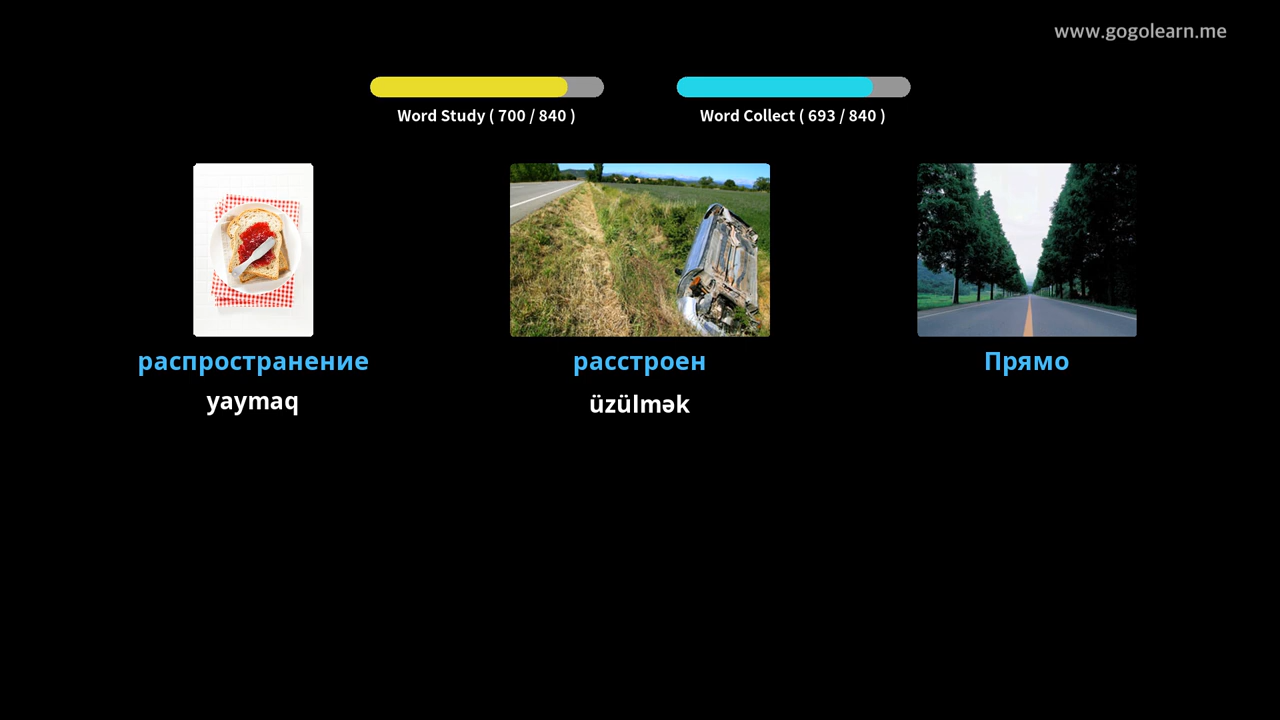 www.gogolearn.me
Word Study ( 700 / 840 )
Word Collect ( 693 / 840 )
распространение
расстроен
Прямо
yaymaq
üzülmək